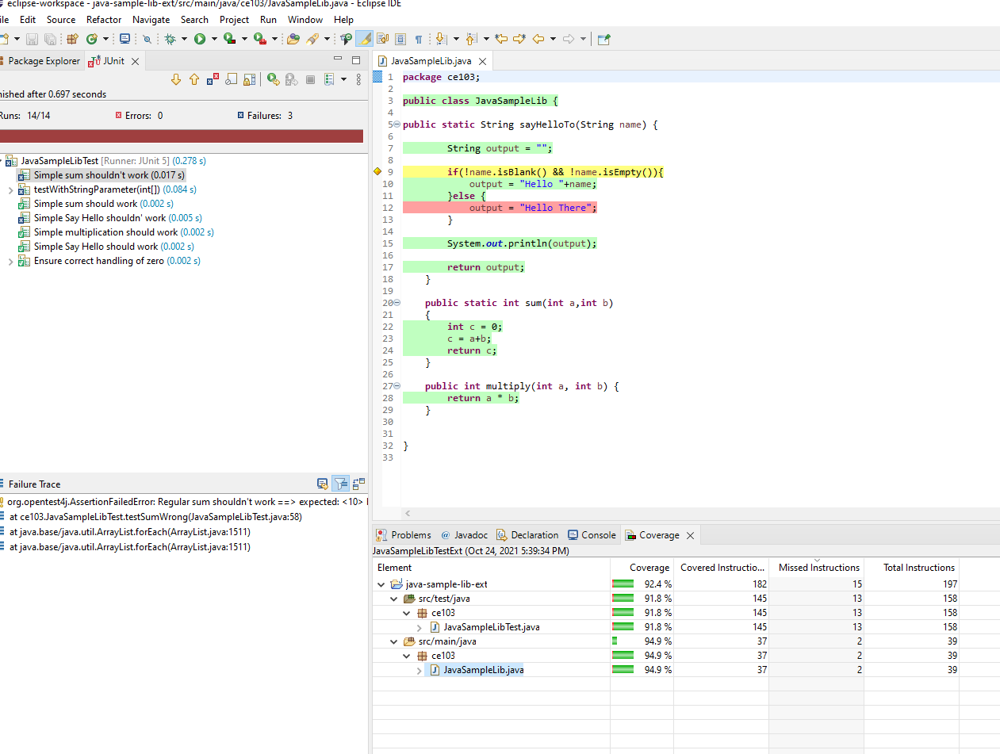 eclipse-workspace - java-sample-lib-ext/src/main/java/ce103/JavaSampleLib.java - Eclipse IDE
ile Edit Source Refactor Navigate Search Project Run Window Help
Package Explorer JUnit
nished after 0.697 seconds
Runs: 14/14 Errors: 0 Failures: 3
JavaSampleLibTest [Runner: JUnit 5] (0.278 s)
Simple sum shouldn't work (0.017 s)
testWithStringParameter(int[]) (0.084 s)
Simple sum should work (0.002 s)
Simple Say Hello shouldn' work (0.005 s)
Simple multiplication should work (0.002 s)
Simple Say Hello should work (0.002 s)
Ensure correct handling of zero (0.002 s)
Failure Trace
org.opentest4j.AssertionFailedError: Regular sum shouldn't work ==> expected: <10>
at ce103.JavaSampleLibTest.testSumWrong(JavaSampleLibTest.java:58)
at java.base/java.util.ArrayList.forEach(ArrayList.java:1511)
at java.base/java.util.ArrayList.forEach(ArrayList.java:1511)
JavaSampleLib.java
1 package ce103;
2
3 public class JavaSampleLib {
4
5 public static String sayHelloTo(String name) {
6
7 String output = "";
8
9 if(!name.isBlank() && !name.isEmpty()){
10 output = "Hello "+name;
11 }else {
12 output = "Hello There";
13 }
14
15 System.out.println(output);
16
17 return output;
18 }
19
20 public static int sum(int a,int b)
21 {
22 int c = 0;
23 c = a+b;
24 return c;
25 }
26
27 public int multiply(int a, int b) {
28 return a * b;
29 }
30
31
32 }
33
Problems Javadoc Declaration Console Coverage
JavaSampleLibTestExt (Oct 24, 2021 5:39:34 PM)
Element Coverage Covered Instructio... Missed Instructions Total Instructions
java-sample-lib-ext 92.4 % 182 15 197
src/test/java 91.8 % 145 13 158
ce103 91.8 % 145 13 158
JavaSampleLibTest.java 91.8 % 145 13 158
src/main/java 94.9 % 37 2 39
ce103 94.9 % 37 2 39
JavaSampleLib.java 94.9 % 37 2 39